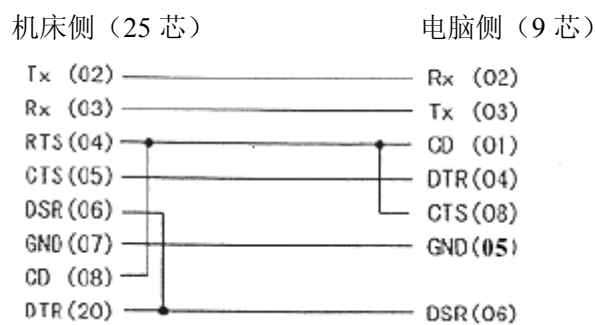 机床侧（25 芯） 电脑侧（9 芯）
Tx (02) Rx (02)
Rx (03) Tx (03)
RTS(04) CD (01)
CTS(05) DTR(04)
DSR(06) CTS(08)
GND(07) GND(05)
CD (08)
DTR(20) DSR(06)